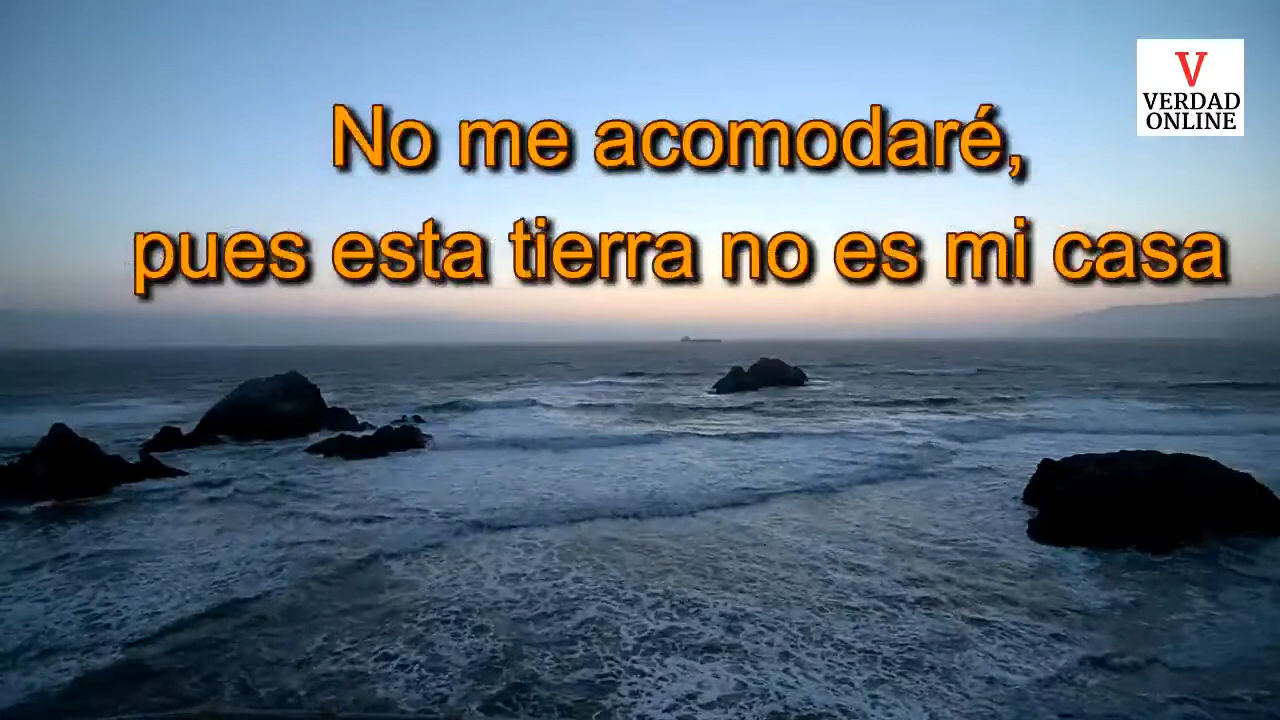 V
VERDAD
ONLINE
No me acomodaré,
pues esta tierra no es mi casa